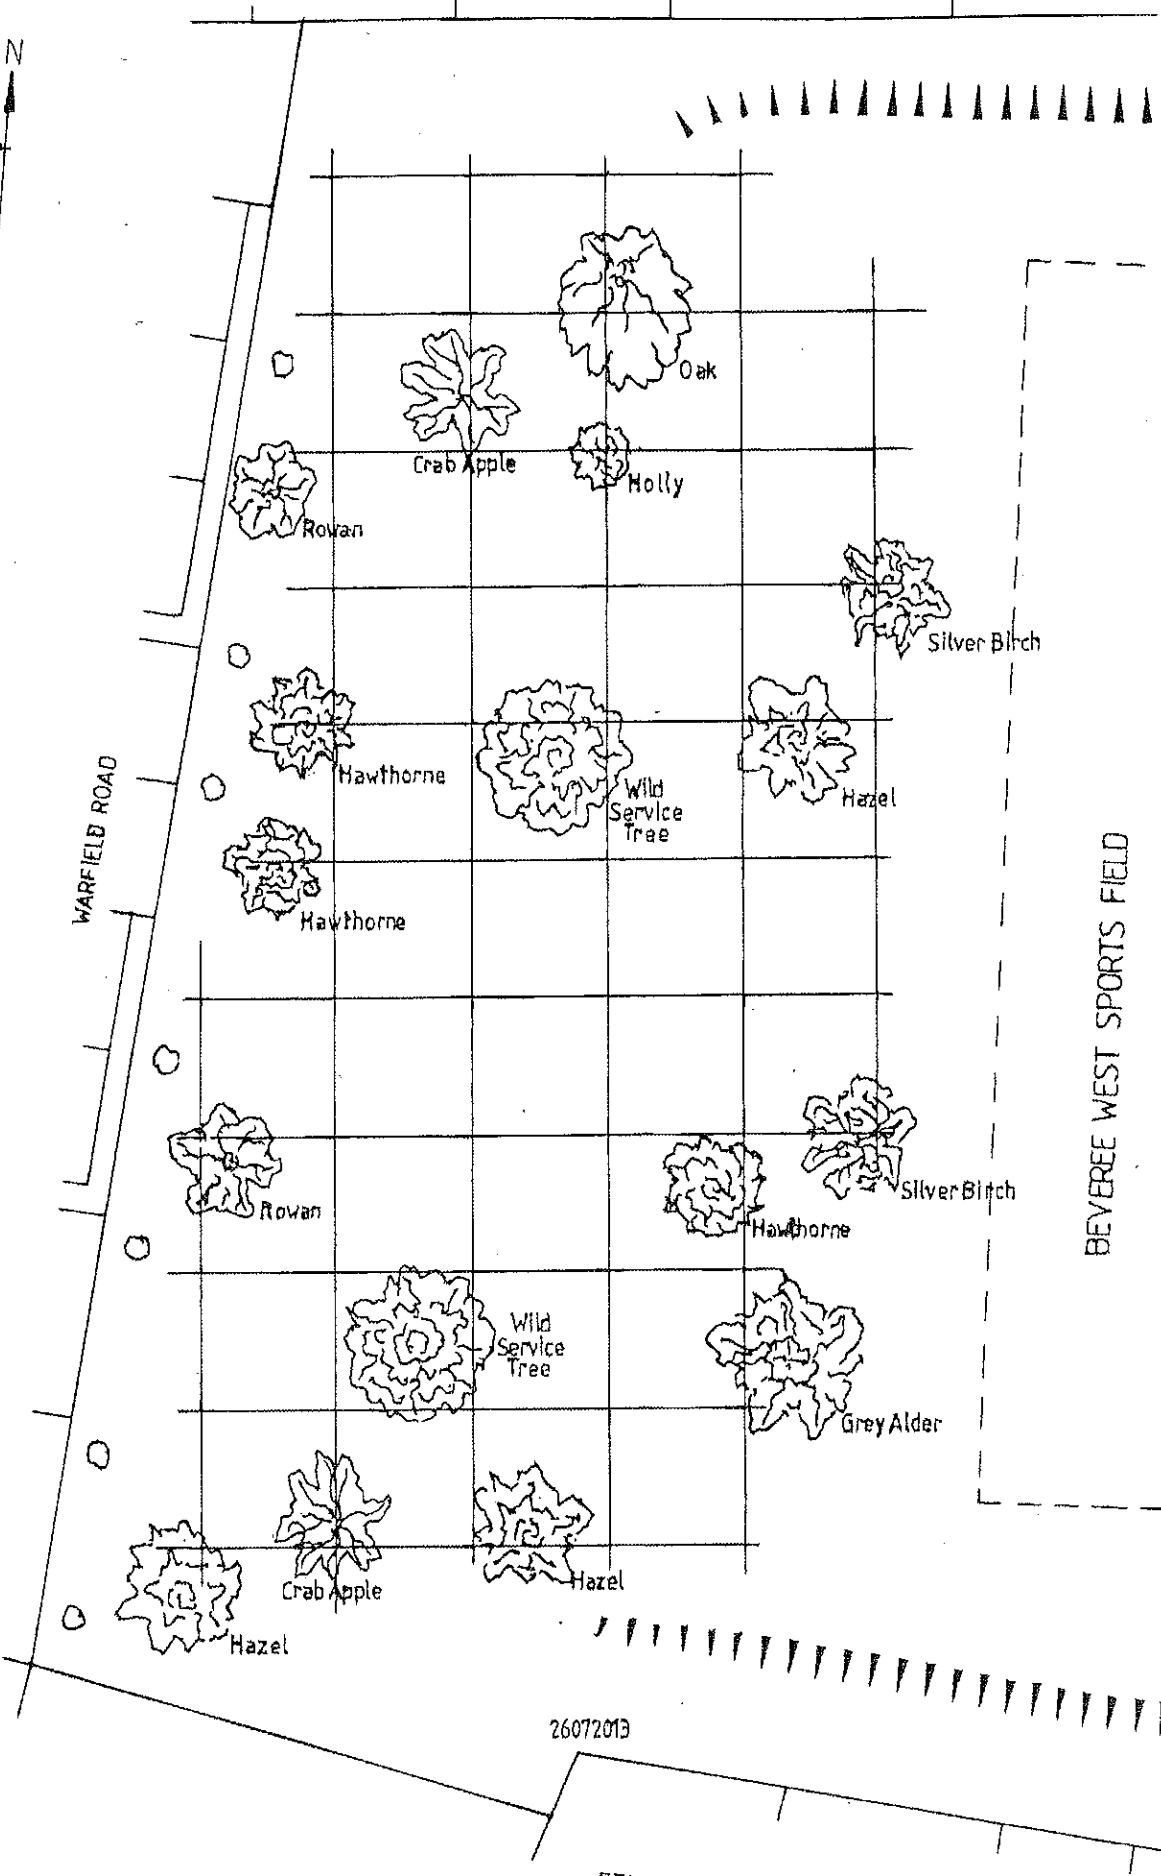 N
Oak
Crab Apple
Holly
Rowan
Silver Birch
Hawthorne
Wild
Service
Tree
Hazel
WARFIELD ROAD
Hawthorne
BEVEREE WEST SPORTS FIELD
Rowan
Silver Birch
Hawthorne
Wild
Service
Tree
Grey Alder
Crab Apple
Hazel
Hazel
26072013